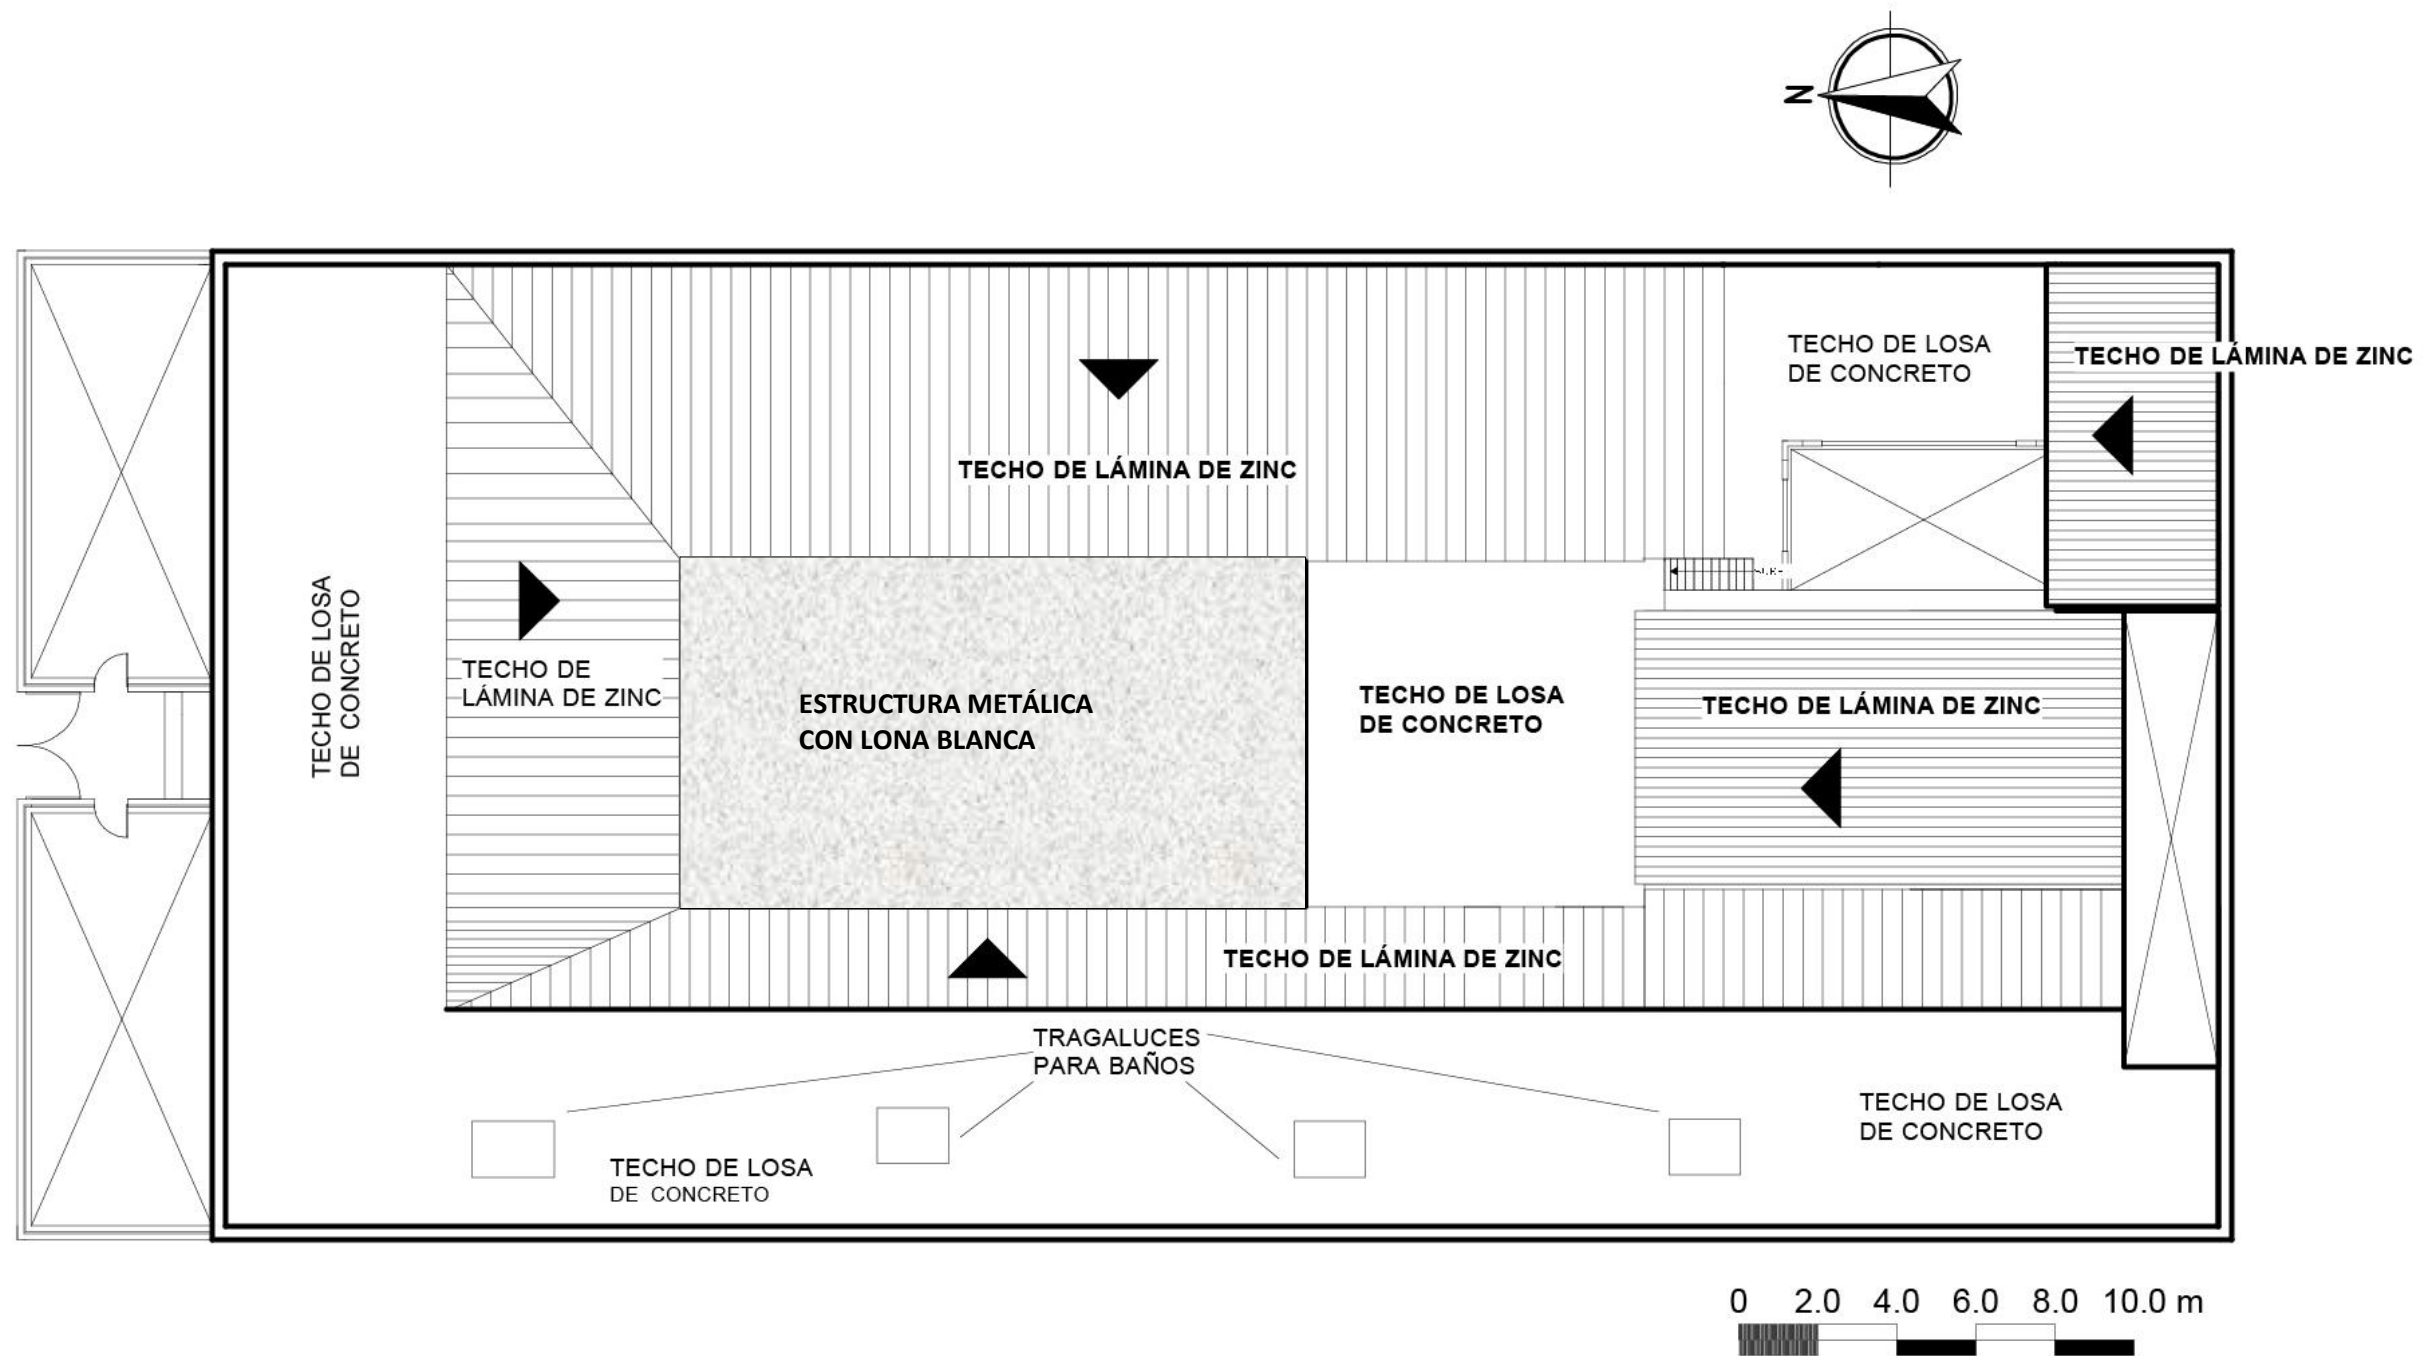 N
TECHO DE LOSA
DE CONCRETO
TECHO DE LÁMINA DE ZINC
TECHO DE LÁMINA DE ZINC
TECHO DE LOSA
DE CONCRETO
TECHO DE
LÁMINA DE ZINC
ESTRUCTURA METÁLICA
CON LONA BLANCA
TECHO DE LOSA
DE CONCRETO
TECHO DE LÁMINA DE ZINC
TECHO DE LÁMINA DE ZINC
TRAGALUCES
PARA BAÑOS
TECHO DE LOSA
DE CONCRETO
TECHO DE LOSA
DE CONCRETO
0 2.0 4.0 6.0 8.0 10.0 m